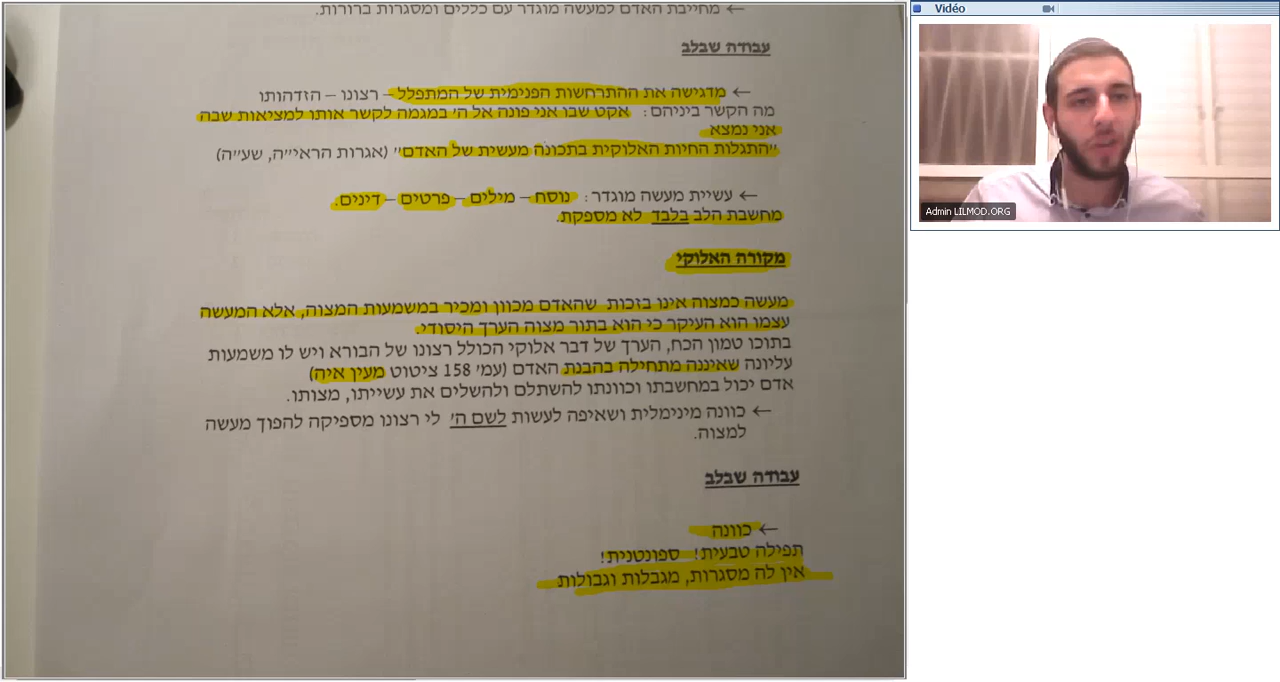 ← מחייבת האדם למעשה מוגדר עם כללים ומסגרות ברורות.
עבודה שבלב
← מדגישה את ההתרחשות הפנימית של המתפלל – רצונו – הזדהותו
מה הקשר ביניהם: אקט שבו אני פונה אל ה' במגמה לקשר אותו למציאות שבה
אני נמצא
"התגלות החיות האלוקית בתכונה מעשית של האדם" (אגרות הראי"ה, שע"ה)
← עשיית מעשה מוגדר: נוסח – מילים – פרטים – דינים.
מחשבת הלב בלבד לא מספקת.
מקורה האלוקי
מעשה כמצוה אינו בזכות שהאדם מכוון ומכיר במשמעות המצוה, אלא המעשה
עצמו הוא העיקר כי הוא בתור מצוה הערך היסודי.
בתוכו טמון הכח, הערך של דבר אלוקי הכולל רצונו של הבורא ויש לו משמעות
עליונה שאיננה מתחילה בהבנת האדם (עמ' 158 ציטוט מעין איה)
אדם יכול במחשבתו וכוונתו להשתלם ולהשלים את עשייתו, מצותו.
← כוונה מינימלית ושאיפה לעשות לשם ה' לי רצונו מספיקה להפוך מעשה
למצוה.
עבודה שבלב
← כוונה
תפילה טבעית! ספונטנית!
אין לה מסגרות, מגבלות וגבולות
Vidéo
Admin LILMOD.ORG